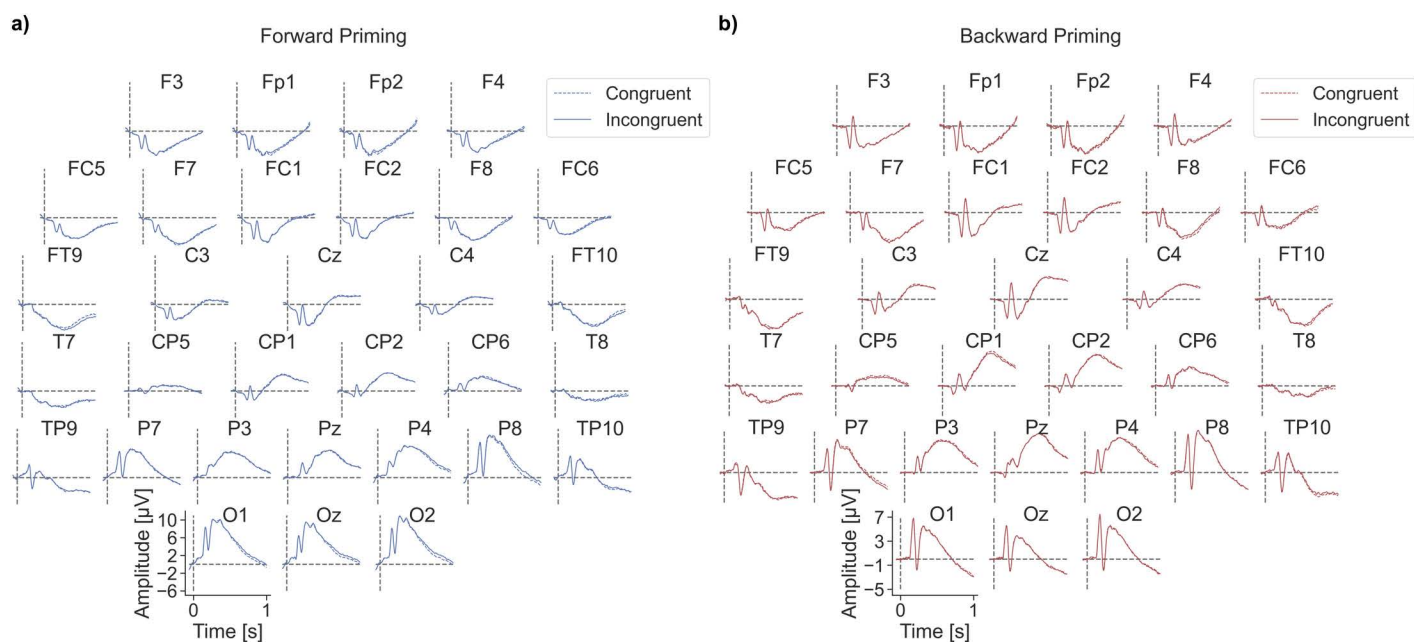 a)
Forward Priming
F3 Fp1 Fp2 F4
Congruent
Incongruent
FC5 F7 FC1 FC2 F8 FC6
FT9 C3 Cz C4 FT10
T7 CP5 CP1 CP2 CP6 T8
TP9 P7 P3 Pz P4 P8 TP10
O1 Oz O2
Amplitude [µV]
10
6
2
−2
−6
0 1
Time [s]
b)
Backward Priming
F3 Fp1 Fp2 F4
Congruent
Incongruent
FC5 F7 FC1 FC2 F8 FC6
FT9 C3 Cz C4 FT10
T7 CP5 CP1 CP2 CP6 T8
TP9 P7 P3 Pz P4 P8 TP10
O1 Oz O2
Amplitude [µV]
7
3
−1
−5
0 1
Time [s]